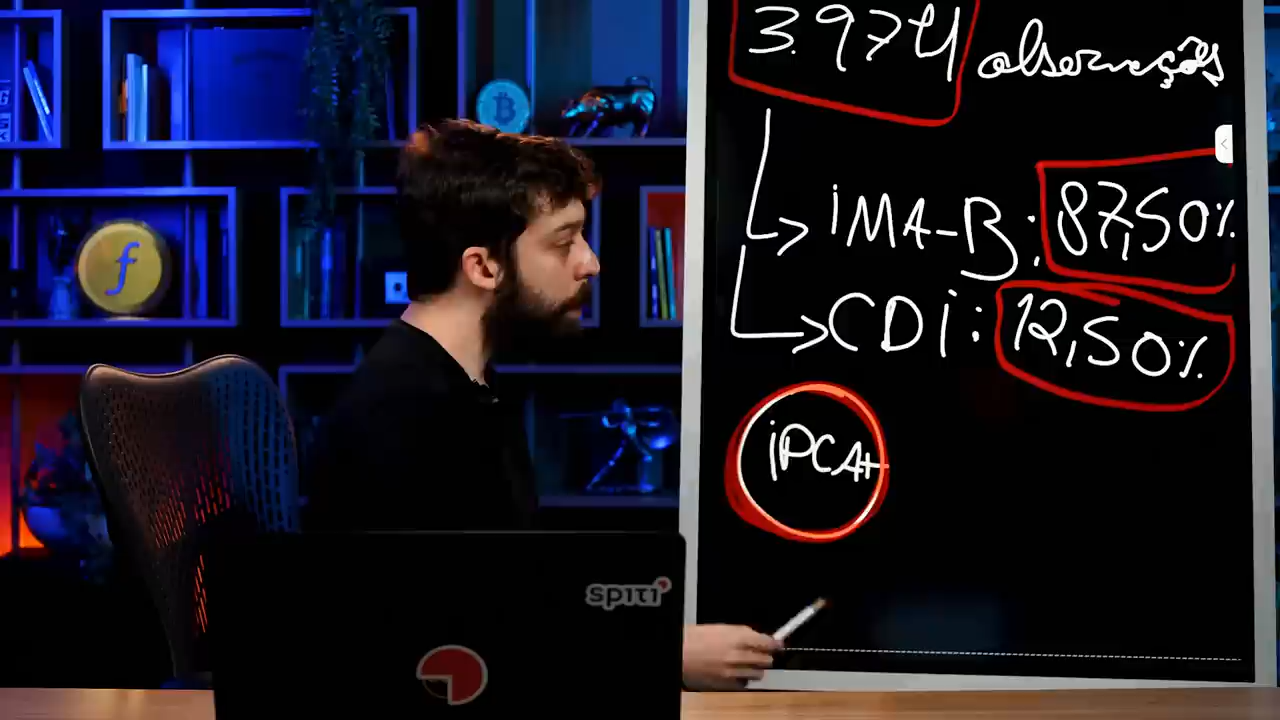 3.974 observações
IMA-B: 87,50%
CDI: 12,50%
IPCA+
spiti